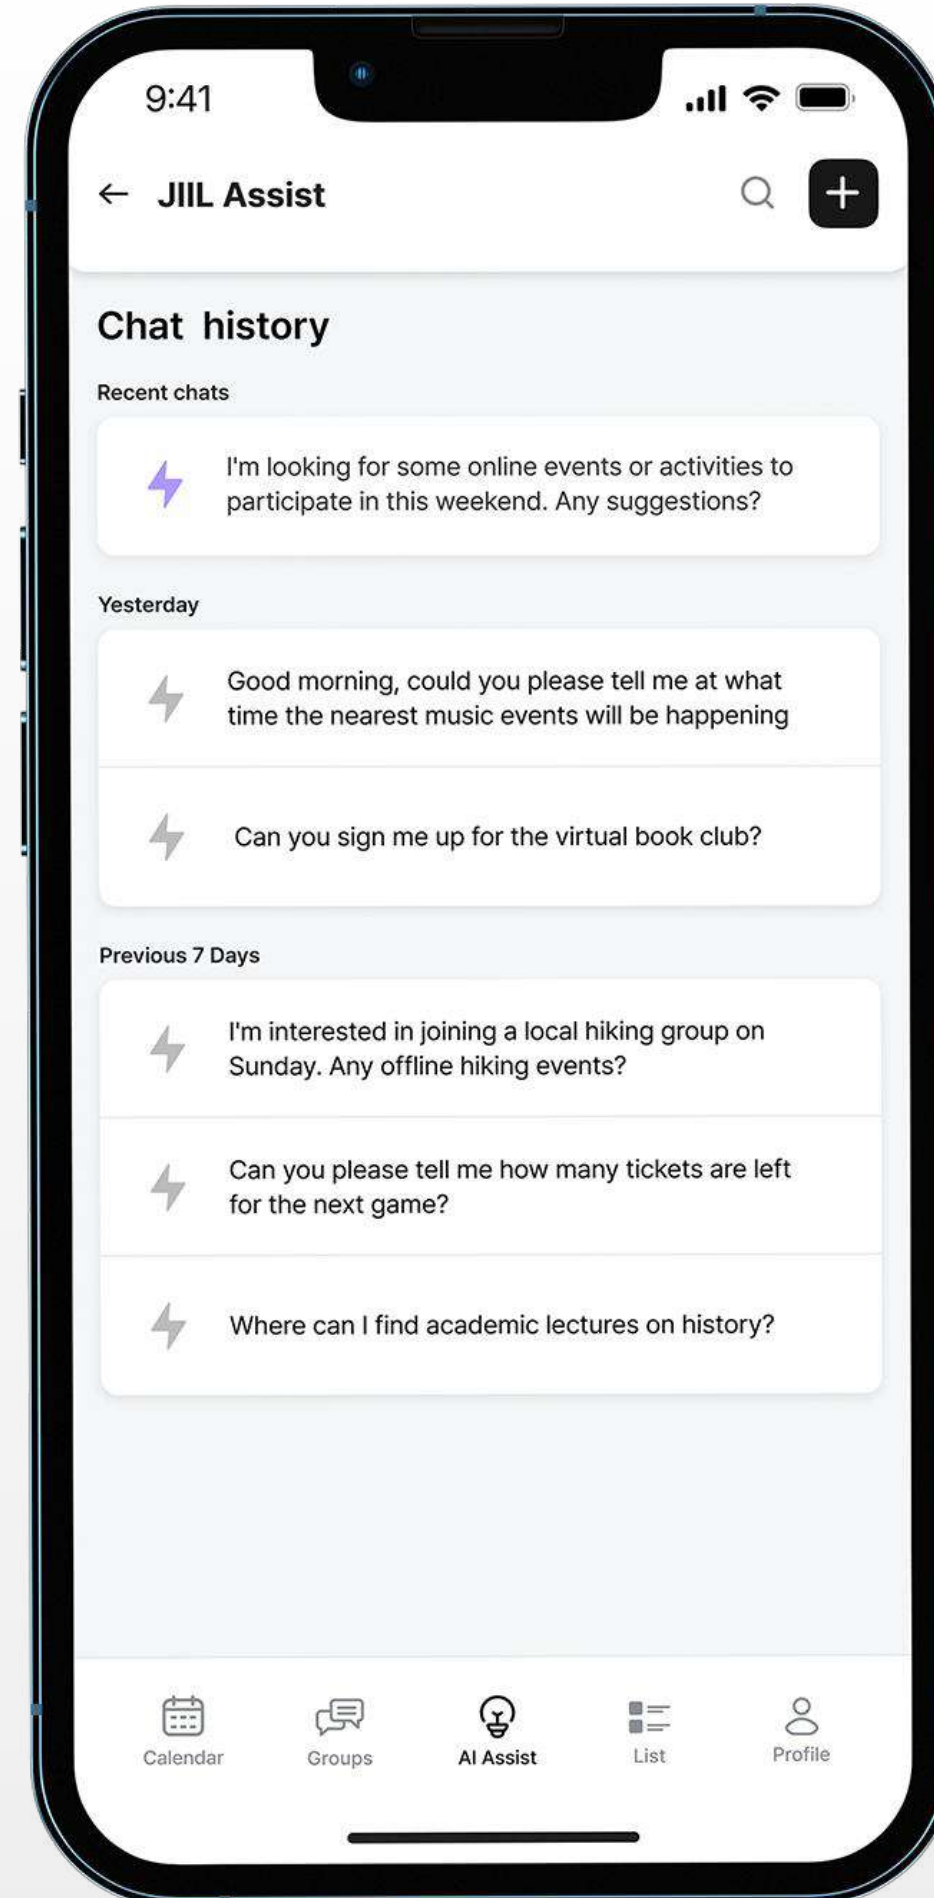 9:41
JIIL Assist
Chat history
Recent chats
I'm looking for some online events or activities to
participate in this weekend. Any suggestions?
Yesterday
Good morning, could you please tell me at what
time the nearest music events will be happening
Can you sign me up for the virtual book club?
Previous 7 Days
I'm interested in joining a local hiking group on
Sunday. Any offline hiking events?
Can you please tell me how many tickets are left
for the next game?
Where can I find academic lectures on history?
Calendar
Groups
AI Assist
List
Profile